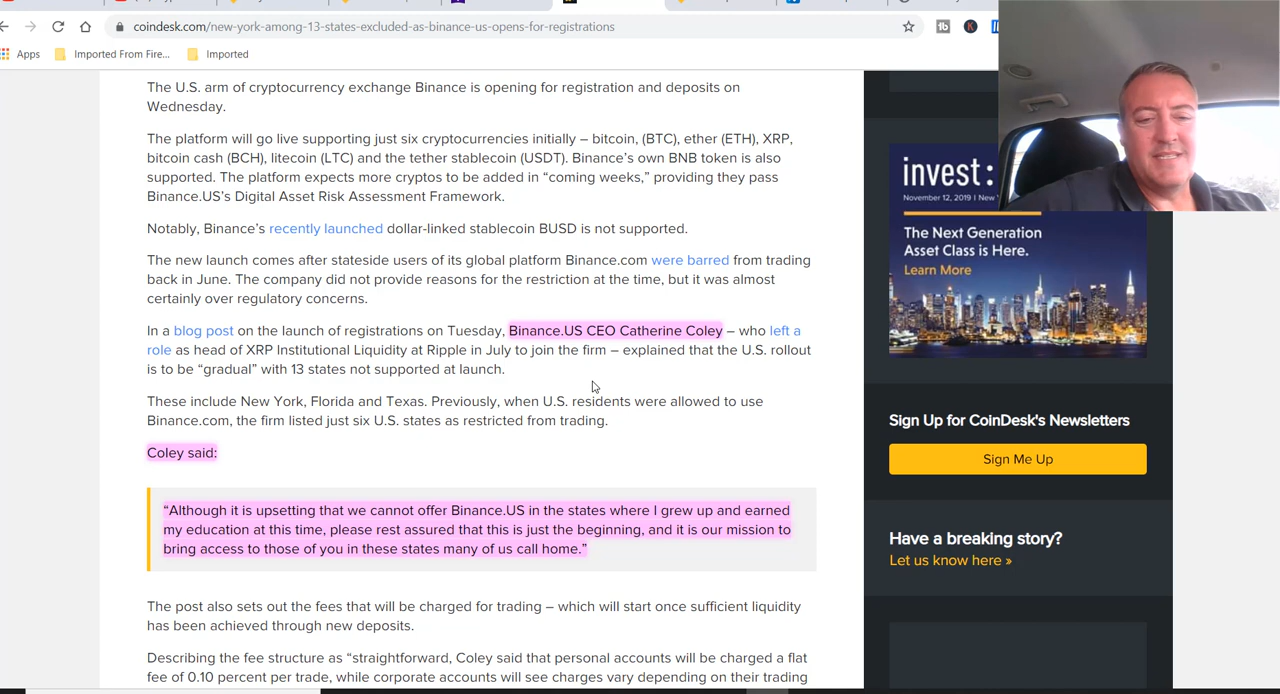 coindesk.com/new-york-among-13-states-excluded-as-binance-us-opens-for-registrations
Apps Imported From Fire... Imported
The U.S. arm of cryptocurrency exchange Binance is opening for registration and deposits on
Wednesday.
The platform will go live supporting just six cryptocurrencies initially – bitcoin, (BTC), ether (ETH), XRP,
bitcoin cash (BCH), litecoin (LTC) and the tether stablecoin (USDT). Binance’s own BNB token is also
supported. The platform expects more cryptos to be added in “coming weeks,” providing they pass
Binance.US’s Digital Asset Risk Assessment Framework.
Notably, Binance’s recently launched dollar-linked stablecoin BUSD is not supported.
The new launch comes after stateside users of its global platform Binance.com were barred from trading
back in June. The company did not provide reasons for the restriction at the time, but it was almost
certainly over regulatory concerns.
In a blog post on the launch of registrations on Tuesday, Binance.US CEO Catherine Coley – who left a
role as head of XRP Institutional Liquidity at Ripple in July to join the firm – explained that the U.S. rollout
is to be “gradual” with 13 states not supported at launch.
These include New York, Florida and Texas. Previously, when U.S. residents were allowed to use
Binance.com, the firm listed just six U.S. states as restricted from trading.
Coley said:
“Although it is upsetting that we cannot offer Binance.US in the states where I grew up and earned
my education at this time, please rest assured that this is just the beginning, and it is our mission to
bring access to those of you in these states many of us call home.”
The post also sets out the fees that will be charged for trading – which will start once sufficient liquidity
has been achieved through new deposits.
Describing the fee structure as “straightforward, Coley said that personal accounts will be charged a flat
fee of 0.10 percent per trade, while corporate accounts will see charges vary depending on their trading
invest:
November 12, 2019 | New
The Next Generation
Asset Class is Here.
Learn More
Sign Up for CoinDesk's Newsletters
Sign Me Up
Have a breaking story?
Let us know here »